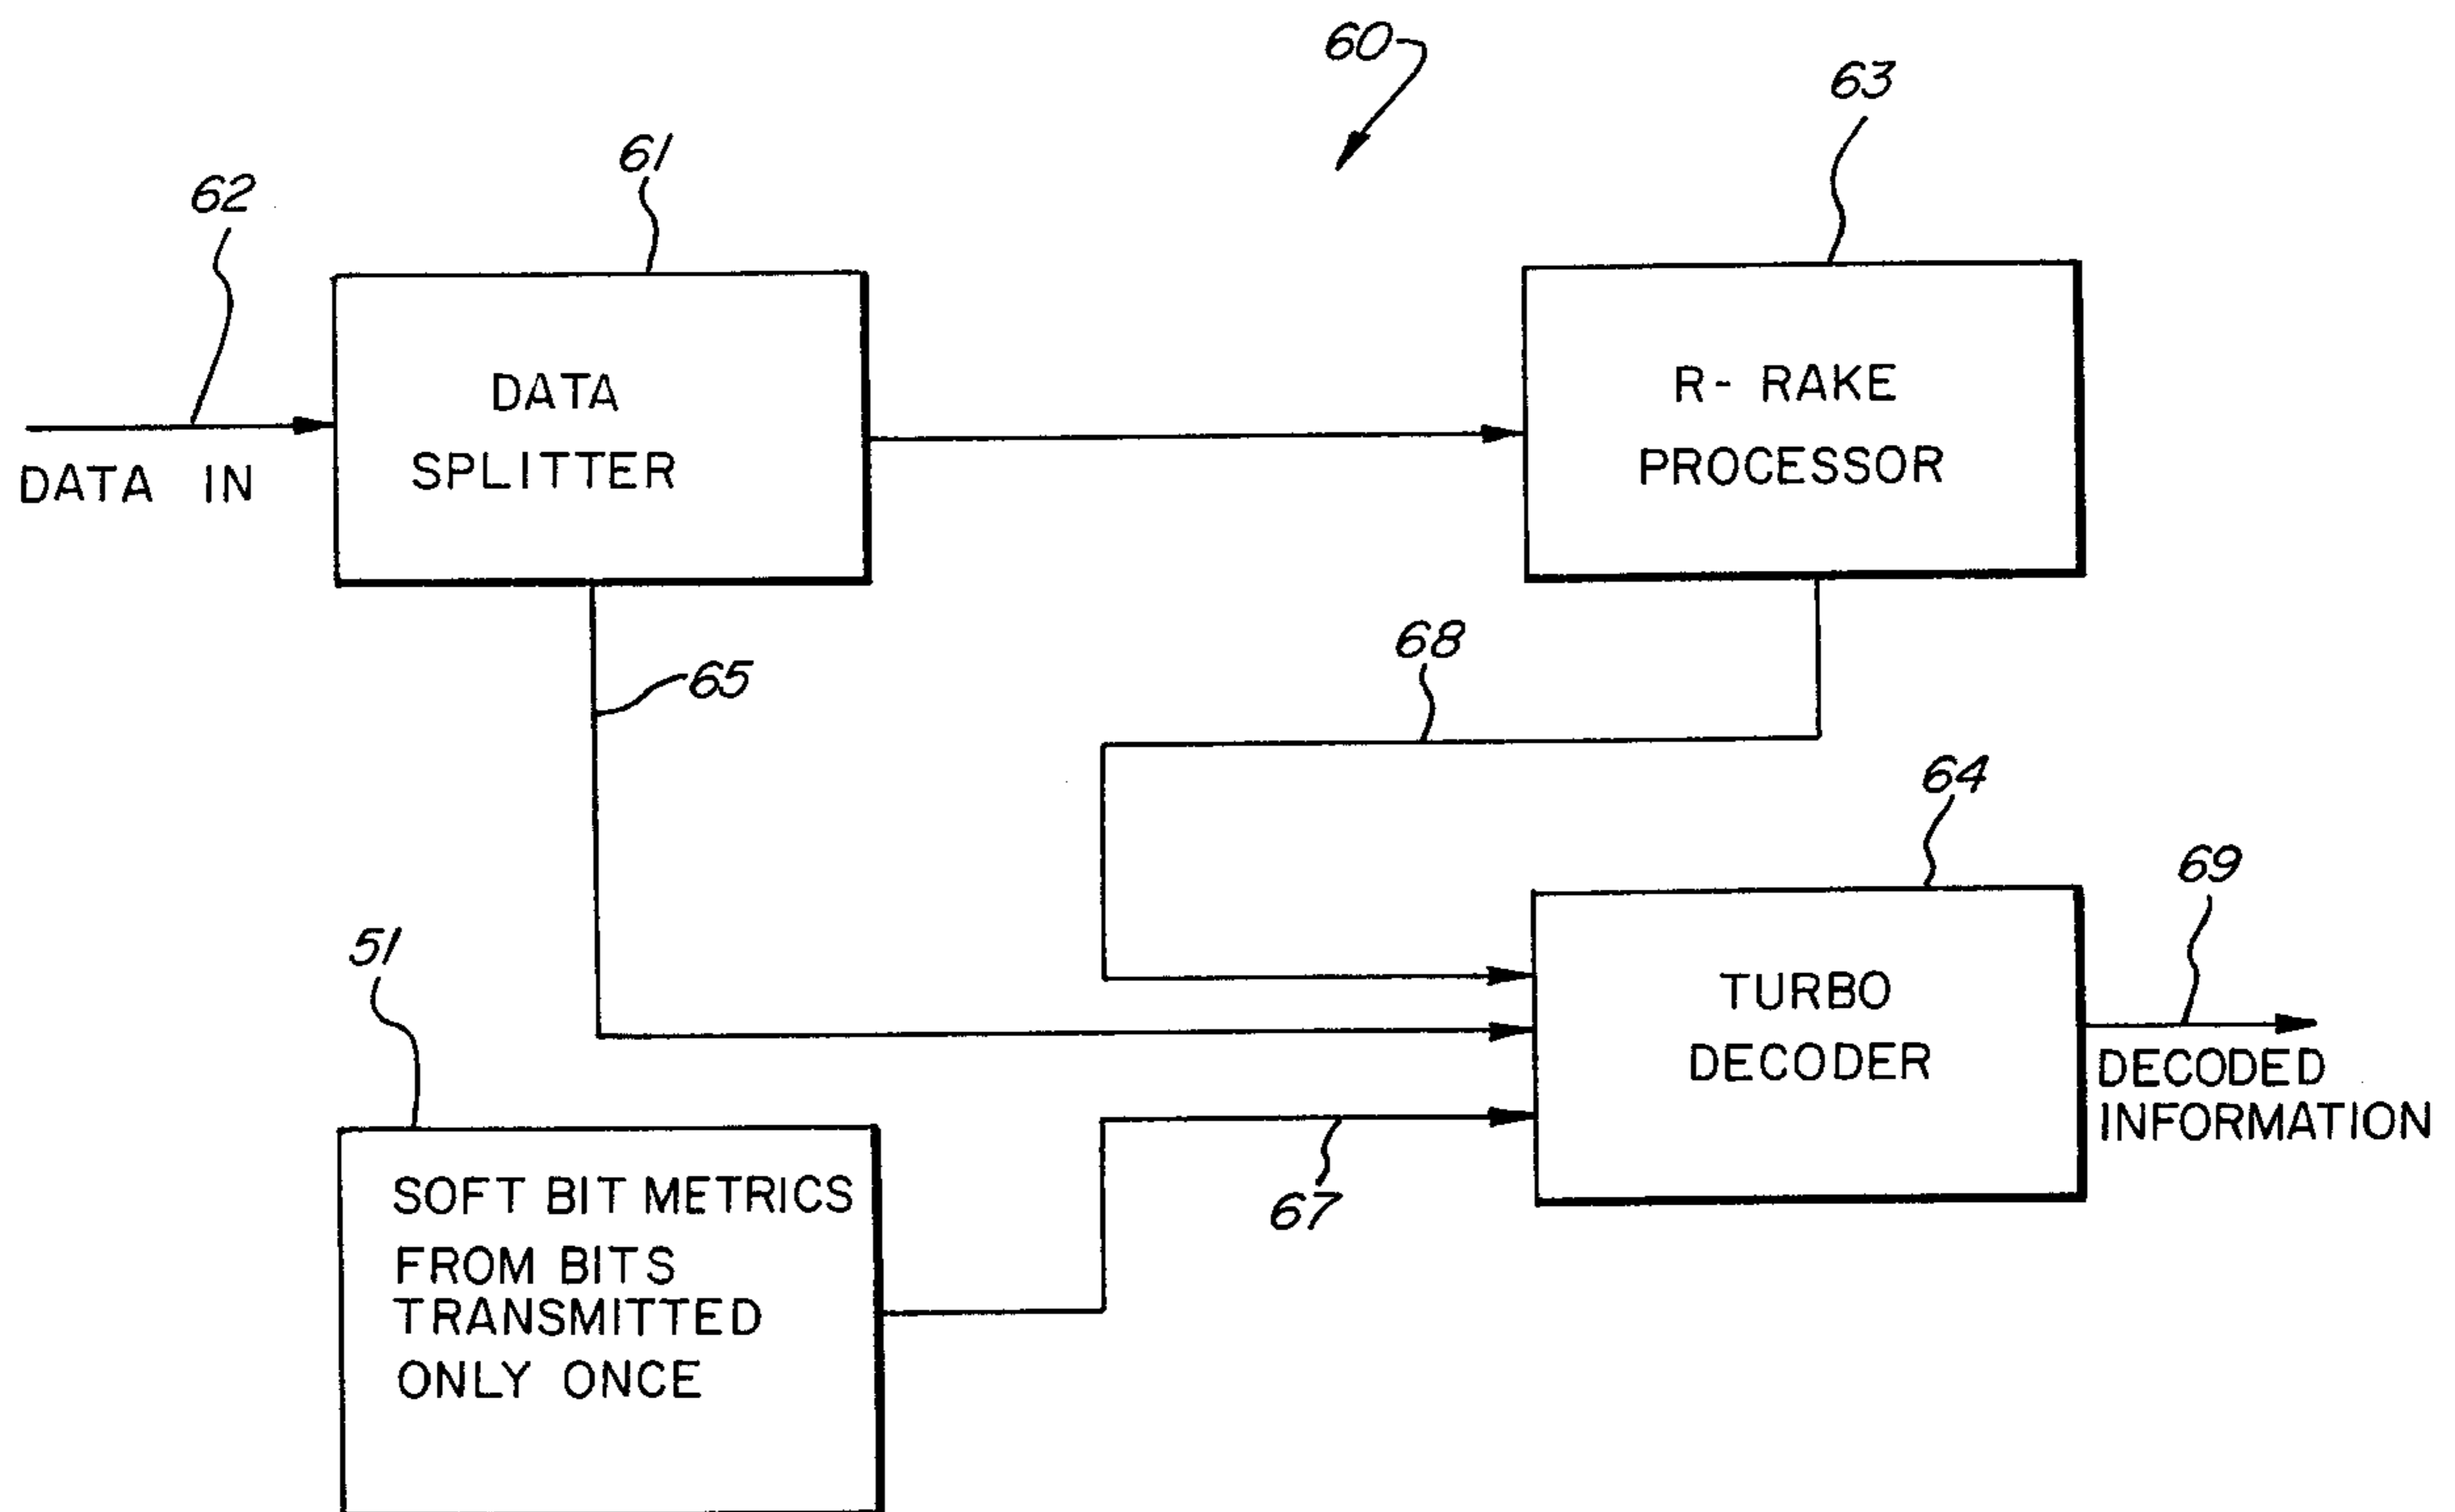 60
63
61
62
DATA
SPLITTER
R- RAKE
PROCESSOR
DATA IN
68
65
64
69
51
TURBO
DECODER
DECODED
INFORMATION
SOFT BIT METRICS
FROM BITS
TRANSMITTED
ONLY ONCE
67